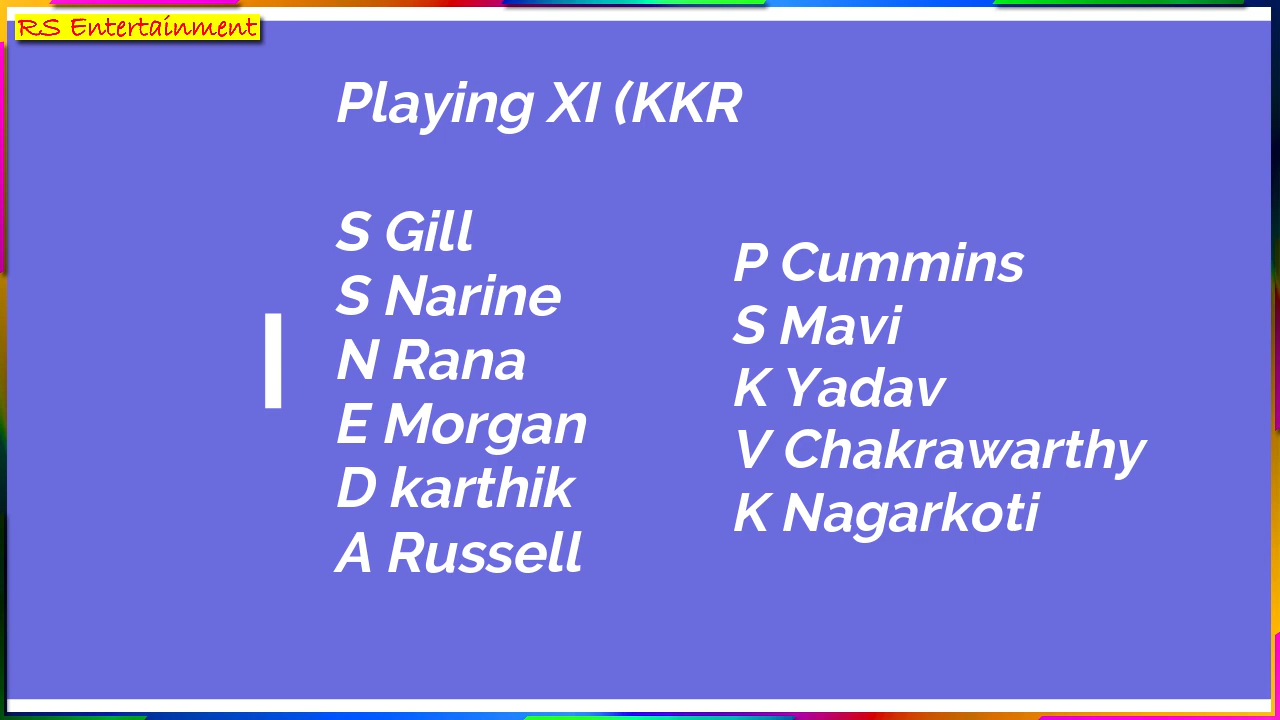 RS Entertainment
Playing XI (KKR
S Gill
S Narine
N Rana
E Morgan
D karthik
A Russell
P Cummins
S Mavi
K Yadav
V Chakrawarthy
K Nagarkoti